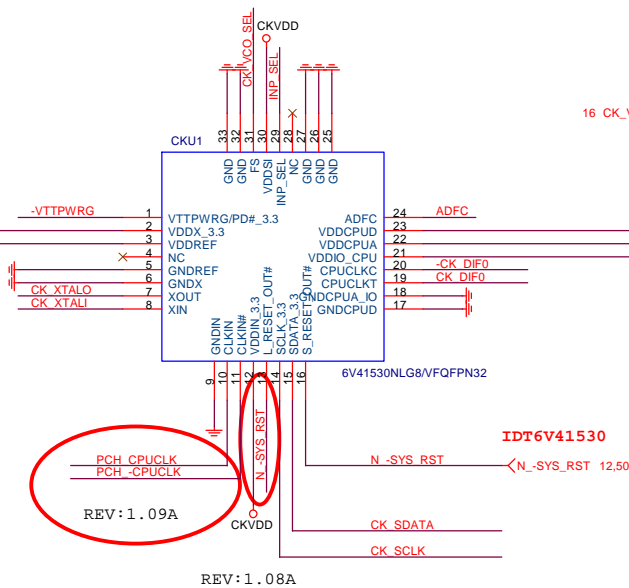 CK_VCO_SEL
CKVDD
INP_SEL
16 CK_V
CKU1
33
32
31
30
29
28
27
26
25
GND
GND
FS
VDDSI
INP_SEL
NC
GND
GND
GND
-VTTPWRG
1
VTTPWRG/PD#_3.3
ADFC
24
ADFC
2
VDDX_3.3
VDDCPUD
23
3
VDDREF
VDDCPUA
22
4
NC
VDDIO_CPU
21
5
GNDREF
CPUCLKC
20
-CK_DIF0
6
GNDX
CPUCLKT
19
CK_DIF0
CK_XTALO
7
XOUT
GNDCPUA_IO
18
CK_XTALI
8
XIN
GNDCPUD
17
GNDIN
CLKIN
CLKIN#
VDDIN_3.3
L_RESET_OUT#
SCLK_3.3
SDATA_3.3
S_RESET_OUT#
9
10
11
12
13
14
15
16
6V41530NLG8/VFQFPN32
IDT6V41530
N_-SYS_RST
PCH_CPUCLK
PCH_-CPUCLK
N_-SYS_RST
N_-SYS_RST 12,50
REV:1.09A
CKVDD
CK_SDATA
CK_SCLK
REV:1.08A